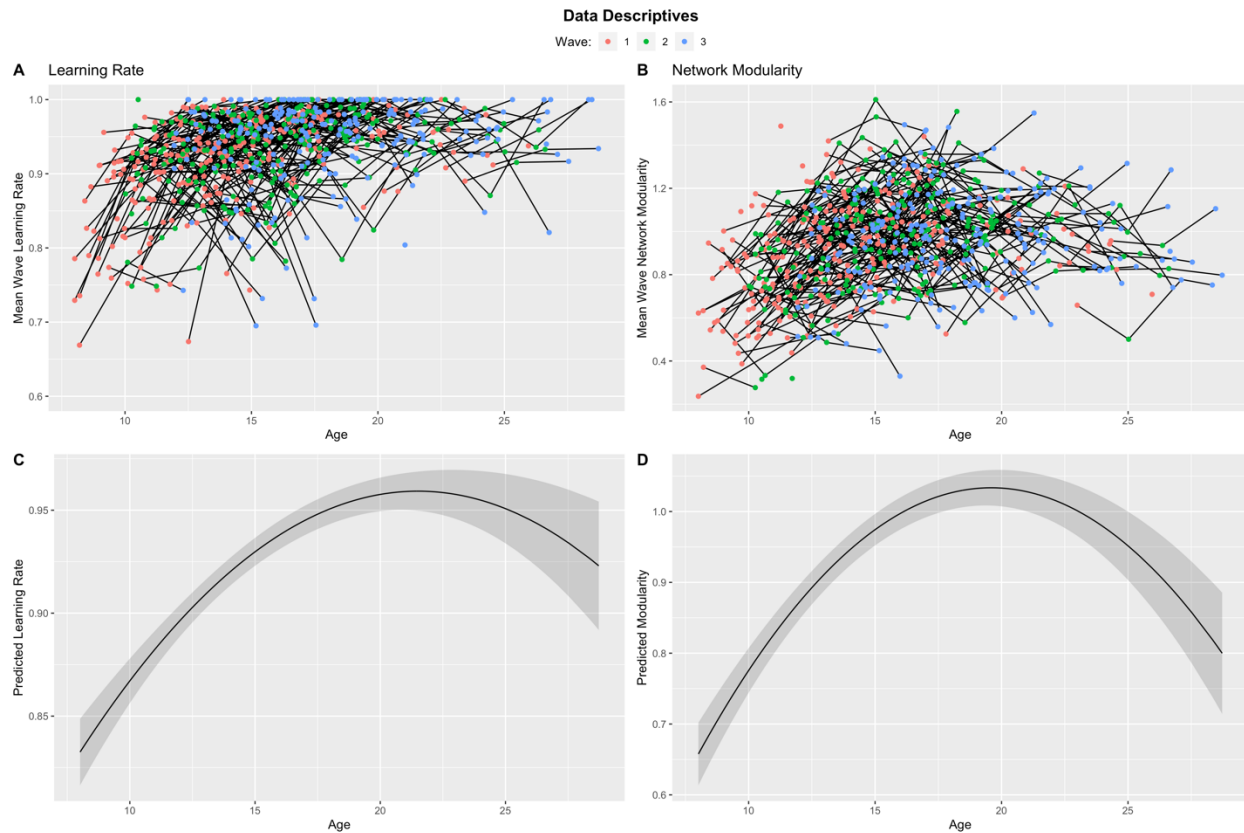 Data Descriptives
Wave: 1 2 3
A Learning Rate
1.0
0.9
0.8
0.7
0.6
Mean Wave Learning Rate
10 15 20 25
Age
B Network Modularity
1.6
1.2
0.8
0.4
Mean Wave Network Modularity
10 15 20 25
Age
C
0.95
0.90
0.85
Predicted Learning Rate
10 15 20 25
Age
D
1.0
0.9
0.8
0.7
0.6
Predicted Modularity
10 15 20 25
Age